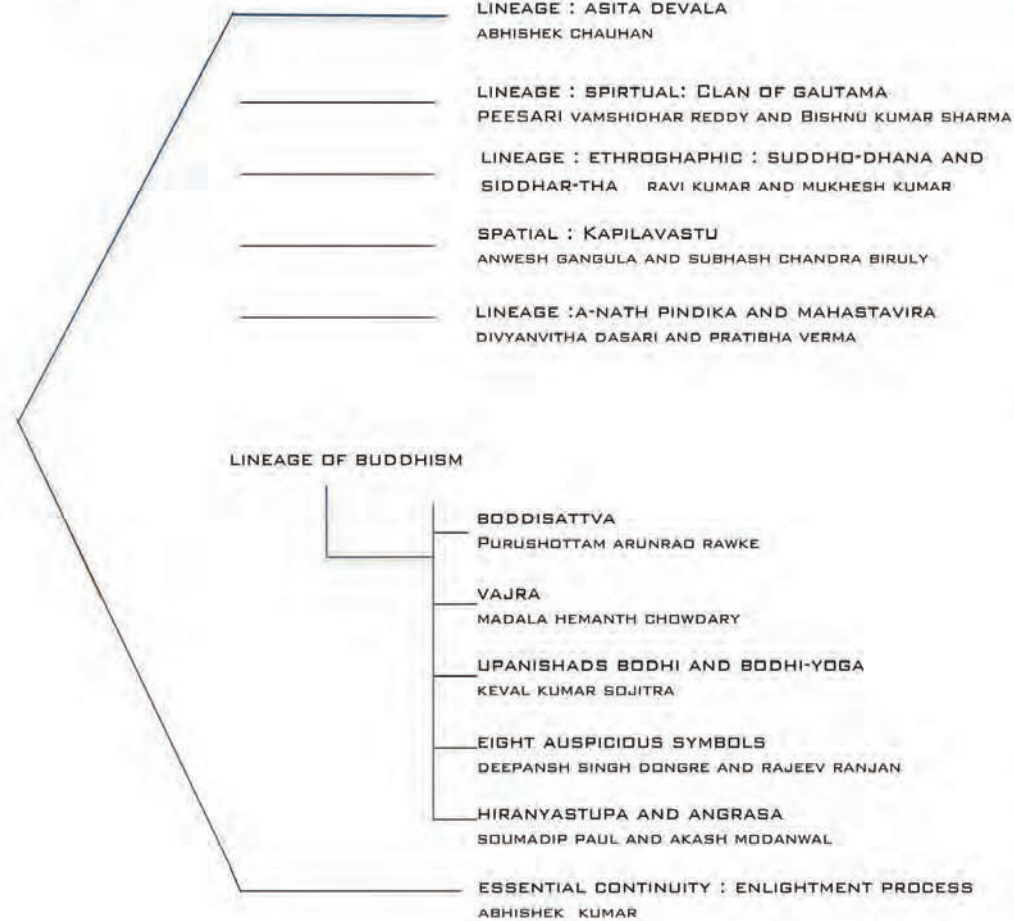 LINEAGE : ASITA DEVALA
ABHISHEK CHAUHAN
LINEAGE : SPIRTUAL: CLAN OF GAUTAMA
PEESARI VAMSHIDHAR REDDY AND BISHNU KUMAR SHARMA
LINEAGE : ETHROGHAPHIC : SUDDHO-DHANA AND
SIDDHAR-THA RAVI KUMAR AND MUKHESH KUMAR
SPATIAL : KAPILAVASTU
ANWESH GANGULA AND SUBHASH CHANDRA BIRULY
LINEAGE :A-NATH PINDIKA AND MAHASTAVIRA
DIVYANVITHA DASARI AND PRATIBHA VERMA
LINEAGE OF BUDDHISM
BODDISATTVA
PURUSHOTTAM ARUNRAO RAWKE
VAJRA
MADALA HEMANTH CHOWDARY
UPANISHADS BODHI AND BODHI-YOGA
KEVAL KUMAR SOJITRA
EIGHT AUSPICIOUS SYMBOLS
DEEPANSH SINGH DONGRE AND RAJEEV RANJAN
HIRANYASTUPA AND ANGRASA
SOUMADIP PAUL AND AKASH MODANWAL
ESSENTIAL CONTINUITY : ENLIGHTMENT PROCESS
ABHISHEK KUMAR